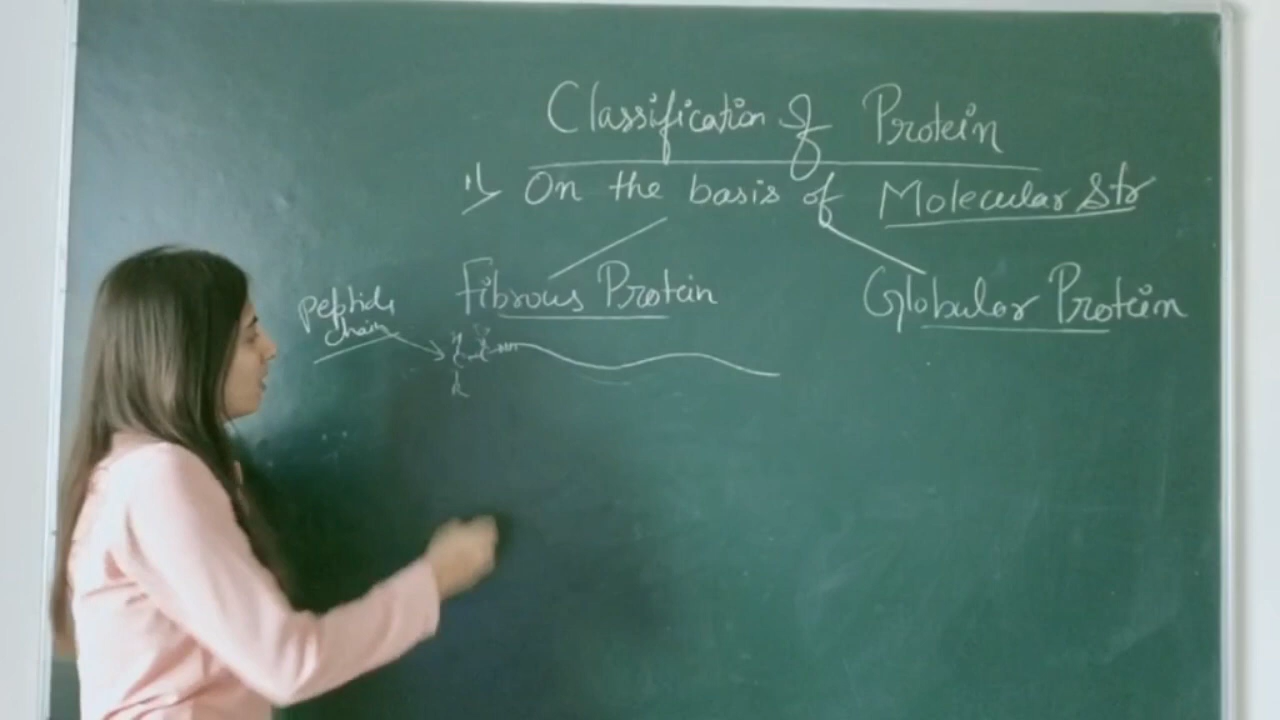 Classification of Protein
1) On the basis of Molecular Str
Fibrous Protein
Globular Protein
Peptide
chain